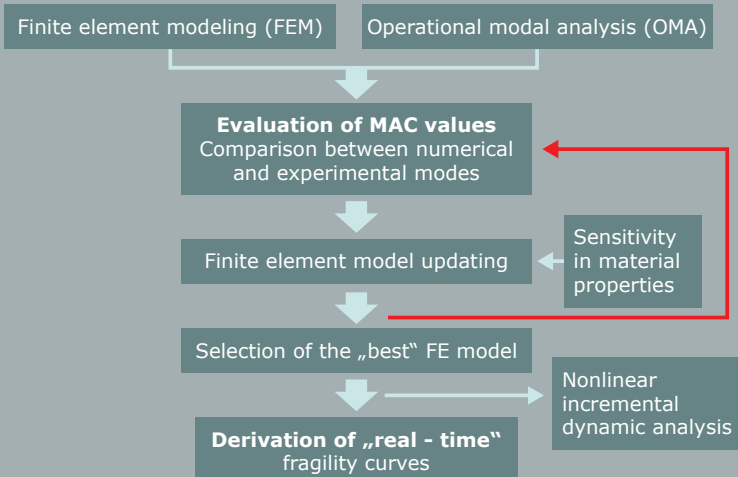 Finite element modeling (FEM)
Operational modal analysis (OMA)
Evaluation of MAC values
Comparison between numerical
and experimental modes
Finite element model updating
Sensitivity
in material
properties
Selection of the „best“ FE model
Nonlinear
incremental
dynamic analysis
Derivation of „real - time“
fragility curves